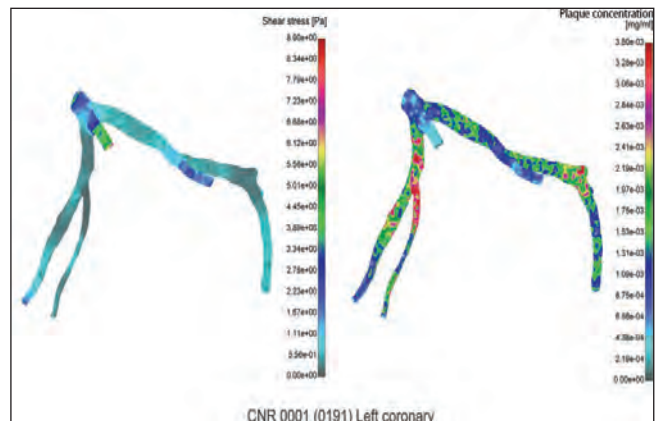 Shear stress [Pa]
8.90e+00
8.34e+00
7.79e+00
7.23e+00
6.68e+00
6.12e+00
5.56e+00
5.01e+00
4.45e+00
3.89e+00
3.34e+00
2.78e+00
2.23e+00
1.67e+00
1.11e+00
5.56e-01
0.00e+00
Plaque concentration
[mg/ml]
3.50e-03
3.28e-03
3.06e-03
2.84e-03
2.63e-03
2.41e-03
2.19e-03
1.97e-03
1.75e-03
1.53e-03
1.31e-03
1.09e-03
8.75e-04
6.56e-04
4.38e-04
2.19e-04
0.00e+00
CNR 0001 (0191) Left coronary